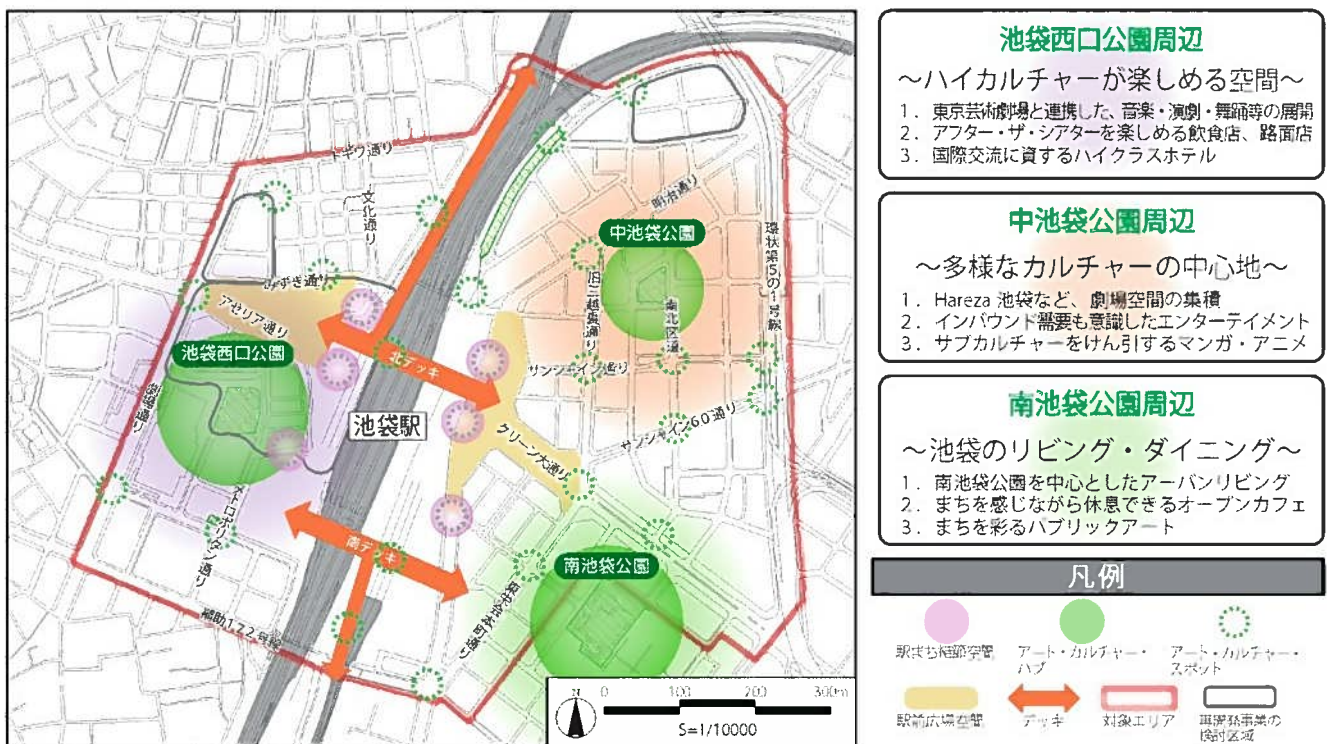 トキワ通り
文化通り
みずき通り
アゼリア通り
池袋西口公園
劇場通り
メトロポリタン通り
補助172号線
池袋駅
北デッキ
南デッキ
グリーン大通り
中池袋公園
明治通り
南北区道
サンシャイン通り
サンシャイン60通り
環状第5の1号線
南池袋公園
N
0 100 200 300m
S=1/10000
池袋西口公園周辺
～ハイカルチャーが楽しめる空間～
1. 東京芸術劇場と連携した、音楽・演劇・舞踊等の展開
2. アフター・ザ・シアターを楽しめる飲食店、路面店
3. 国際交流に資するハイクラスホテル
中池袋公園周辺
～多様なカルチャーの中心地～
1. Hareza 池袋など、劇場空間の集積
2. インバウンド需要も意識したエンターテイメント
3. サブカルチャーをけん引するマンガ・アニメ
南池袋公園周辺
～池袋のリビング・ダイニング～
1. 南池袋公園を中心としたアーバンリビング
2. まちを感じながら休息できるオープンカフェ
3. まちを彩るパブリックアート
凡例
駅まち結節空間
アート・カルチャー・
ハブ
アート・カルチャー・
スポット
駅前広場空間
デッキ
対象エリア
再開発事業の
検討区域